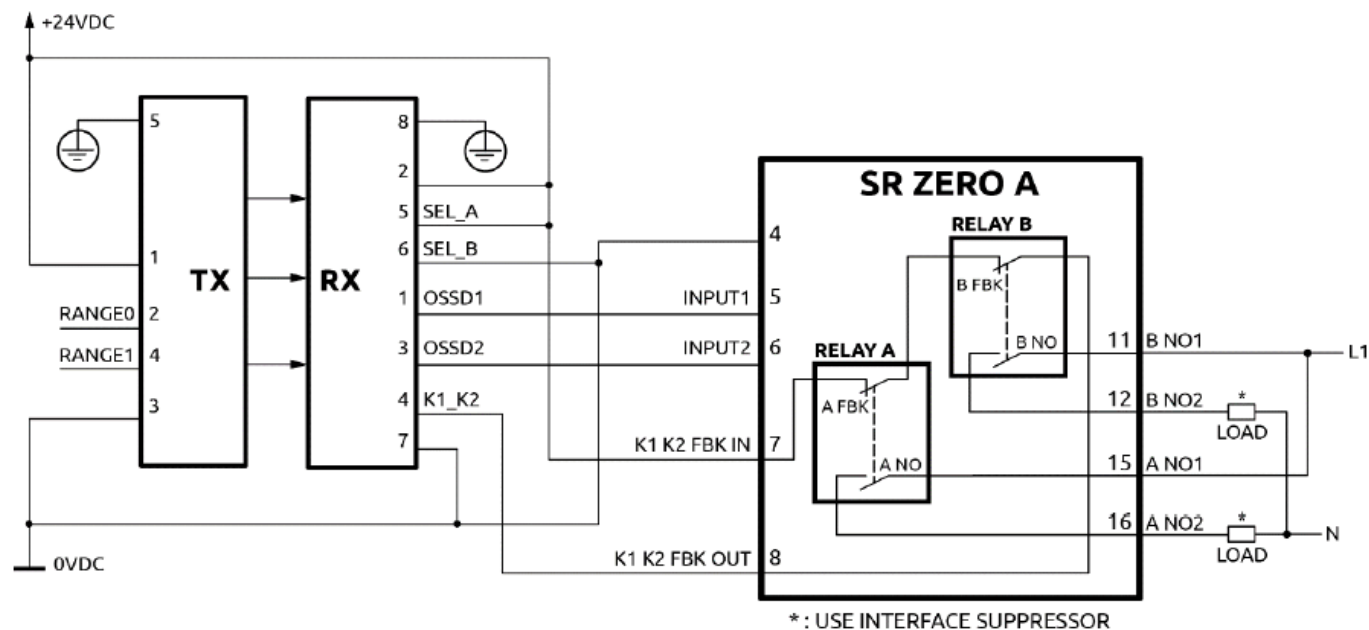 +24VDC
5
8
2
5 SEL_A
6 SEL_B
1
TX
RX
RANGE0 2
RANGE1 4
3
1 OSSD1
3 OSSD2
4 K1_K2
7
0VDC
SR ZERO A
RELAY B
B FBK
B NO
RELAY A
A FBK
A NO
4
INPUT1 5
INPUT2 6
K1 K2 FBK IN 7
K1 K2 FBK OUT 8
11 B NO1
L1
12 B NO2
*
LOAD
15 A NO1
16 A NO2
*
LOAD
N
* : USE INTERFACE SUPPRESSOR